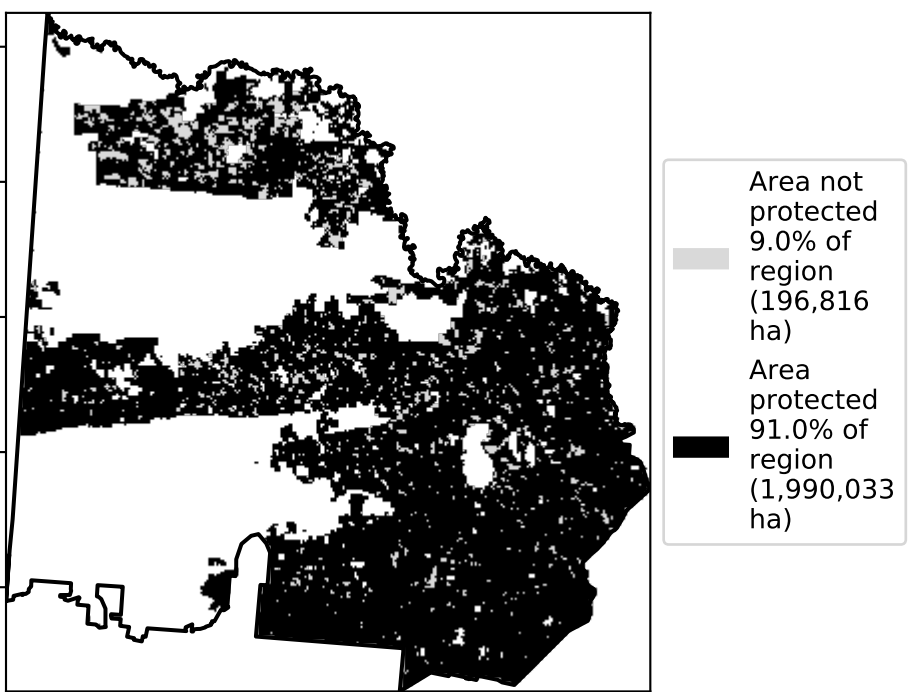 Area not
protected
9.0% of
region
(196,816
ha)
Area
protected
91.0% of
region
(1,990,033
ha)